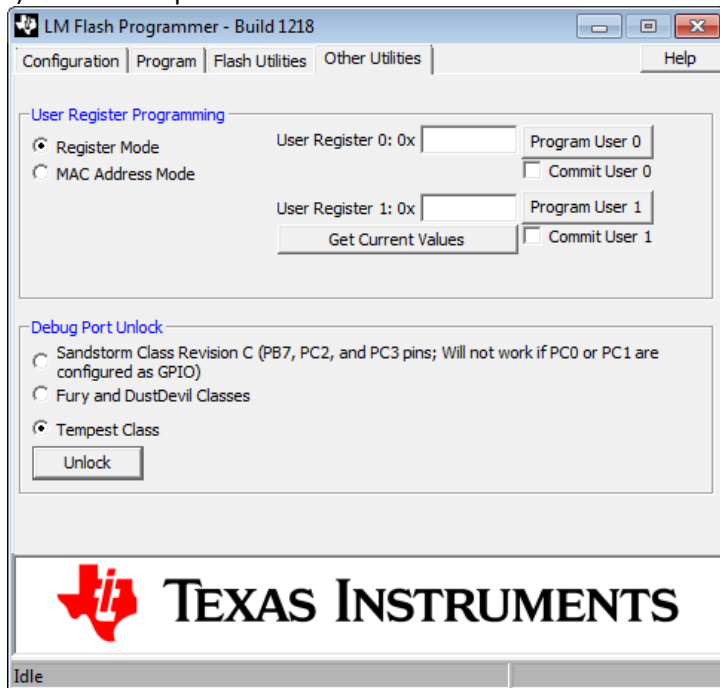 LM Flash Programmer - Build 1218
Configuration Program Flash Utilities Other Utilities Help
User Register Programming
Register Mode User Register 0: 0x Program User 0
MAC Address Mode Commit User 0
User Register 1: 0x Program User 1
Get Current Values Commit User 1
Debug Port Unlock
Sandstorm Class Revision C (PB7, PC2, and PC3 pins; Will not work if PC0 or PC1 are
configured as GPIO)
Fury and DustDevil Classes
Tempest Class
Unlock
TEXAS INSTRUMENTS
Idle